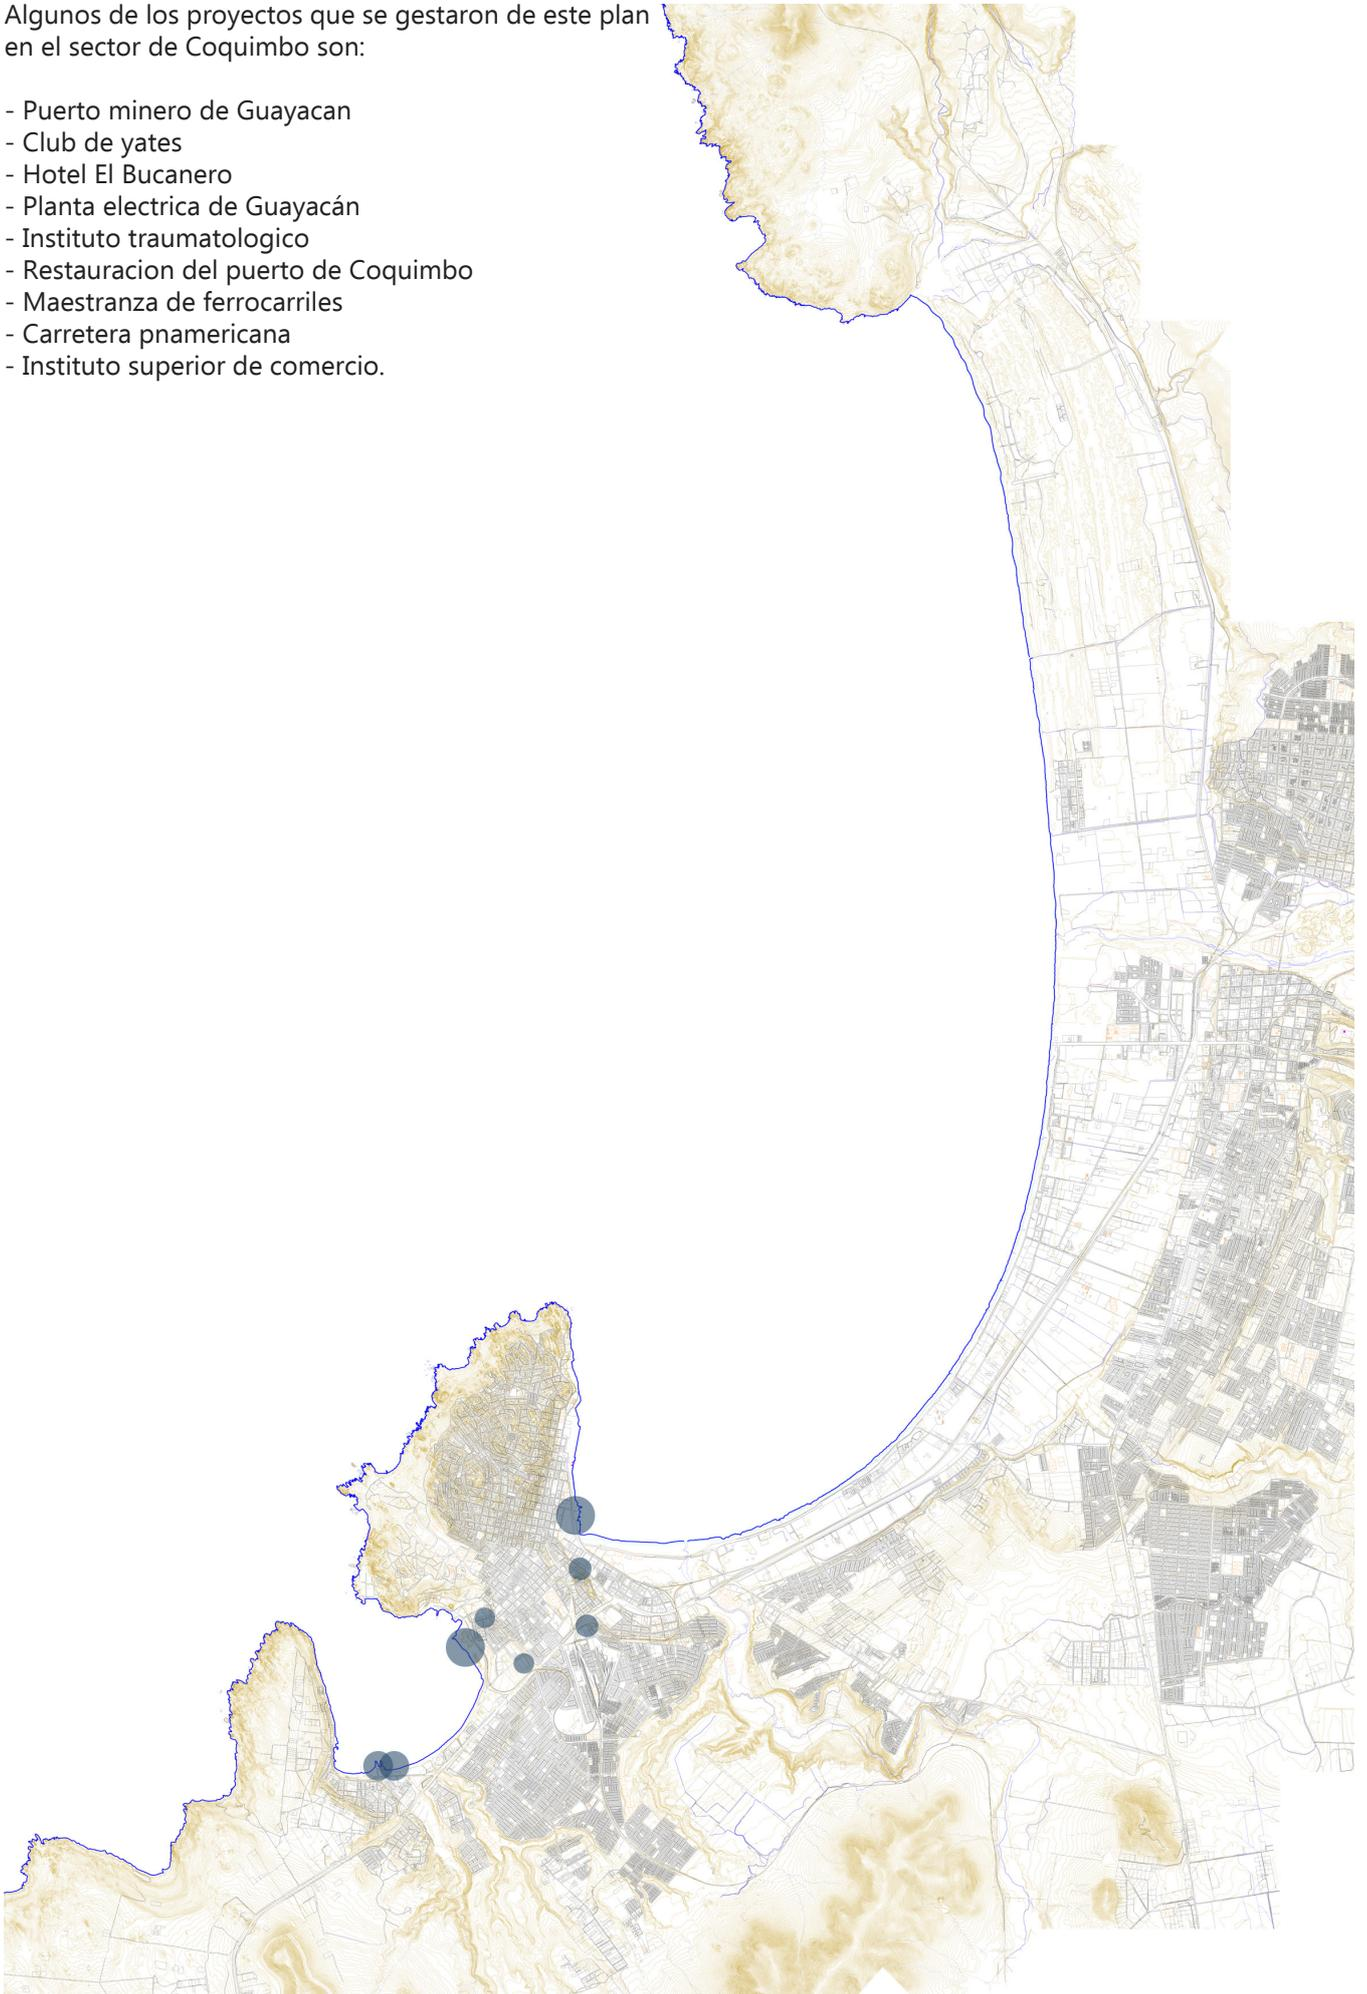 Algunos de los proyectos que se gestaron de este plan
en el sector de Coquimbo son:
- Puerto minero de Guayacan
- Club de yates
- Hotel El Bucanero
- Planta electrica de Guayacán
- Instituto traumatologico
- Restauracion del puerto de Coquimbo
- Maestranza de ferrocarriles
- Carretera pnamericana
- Instituto superior de comercio.